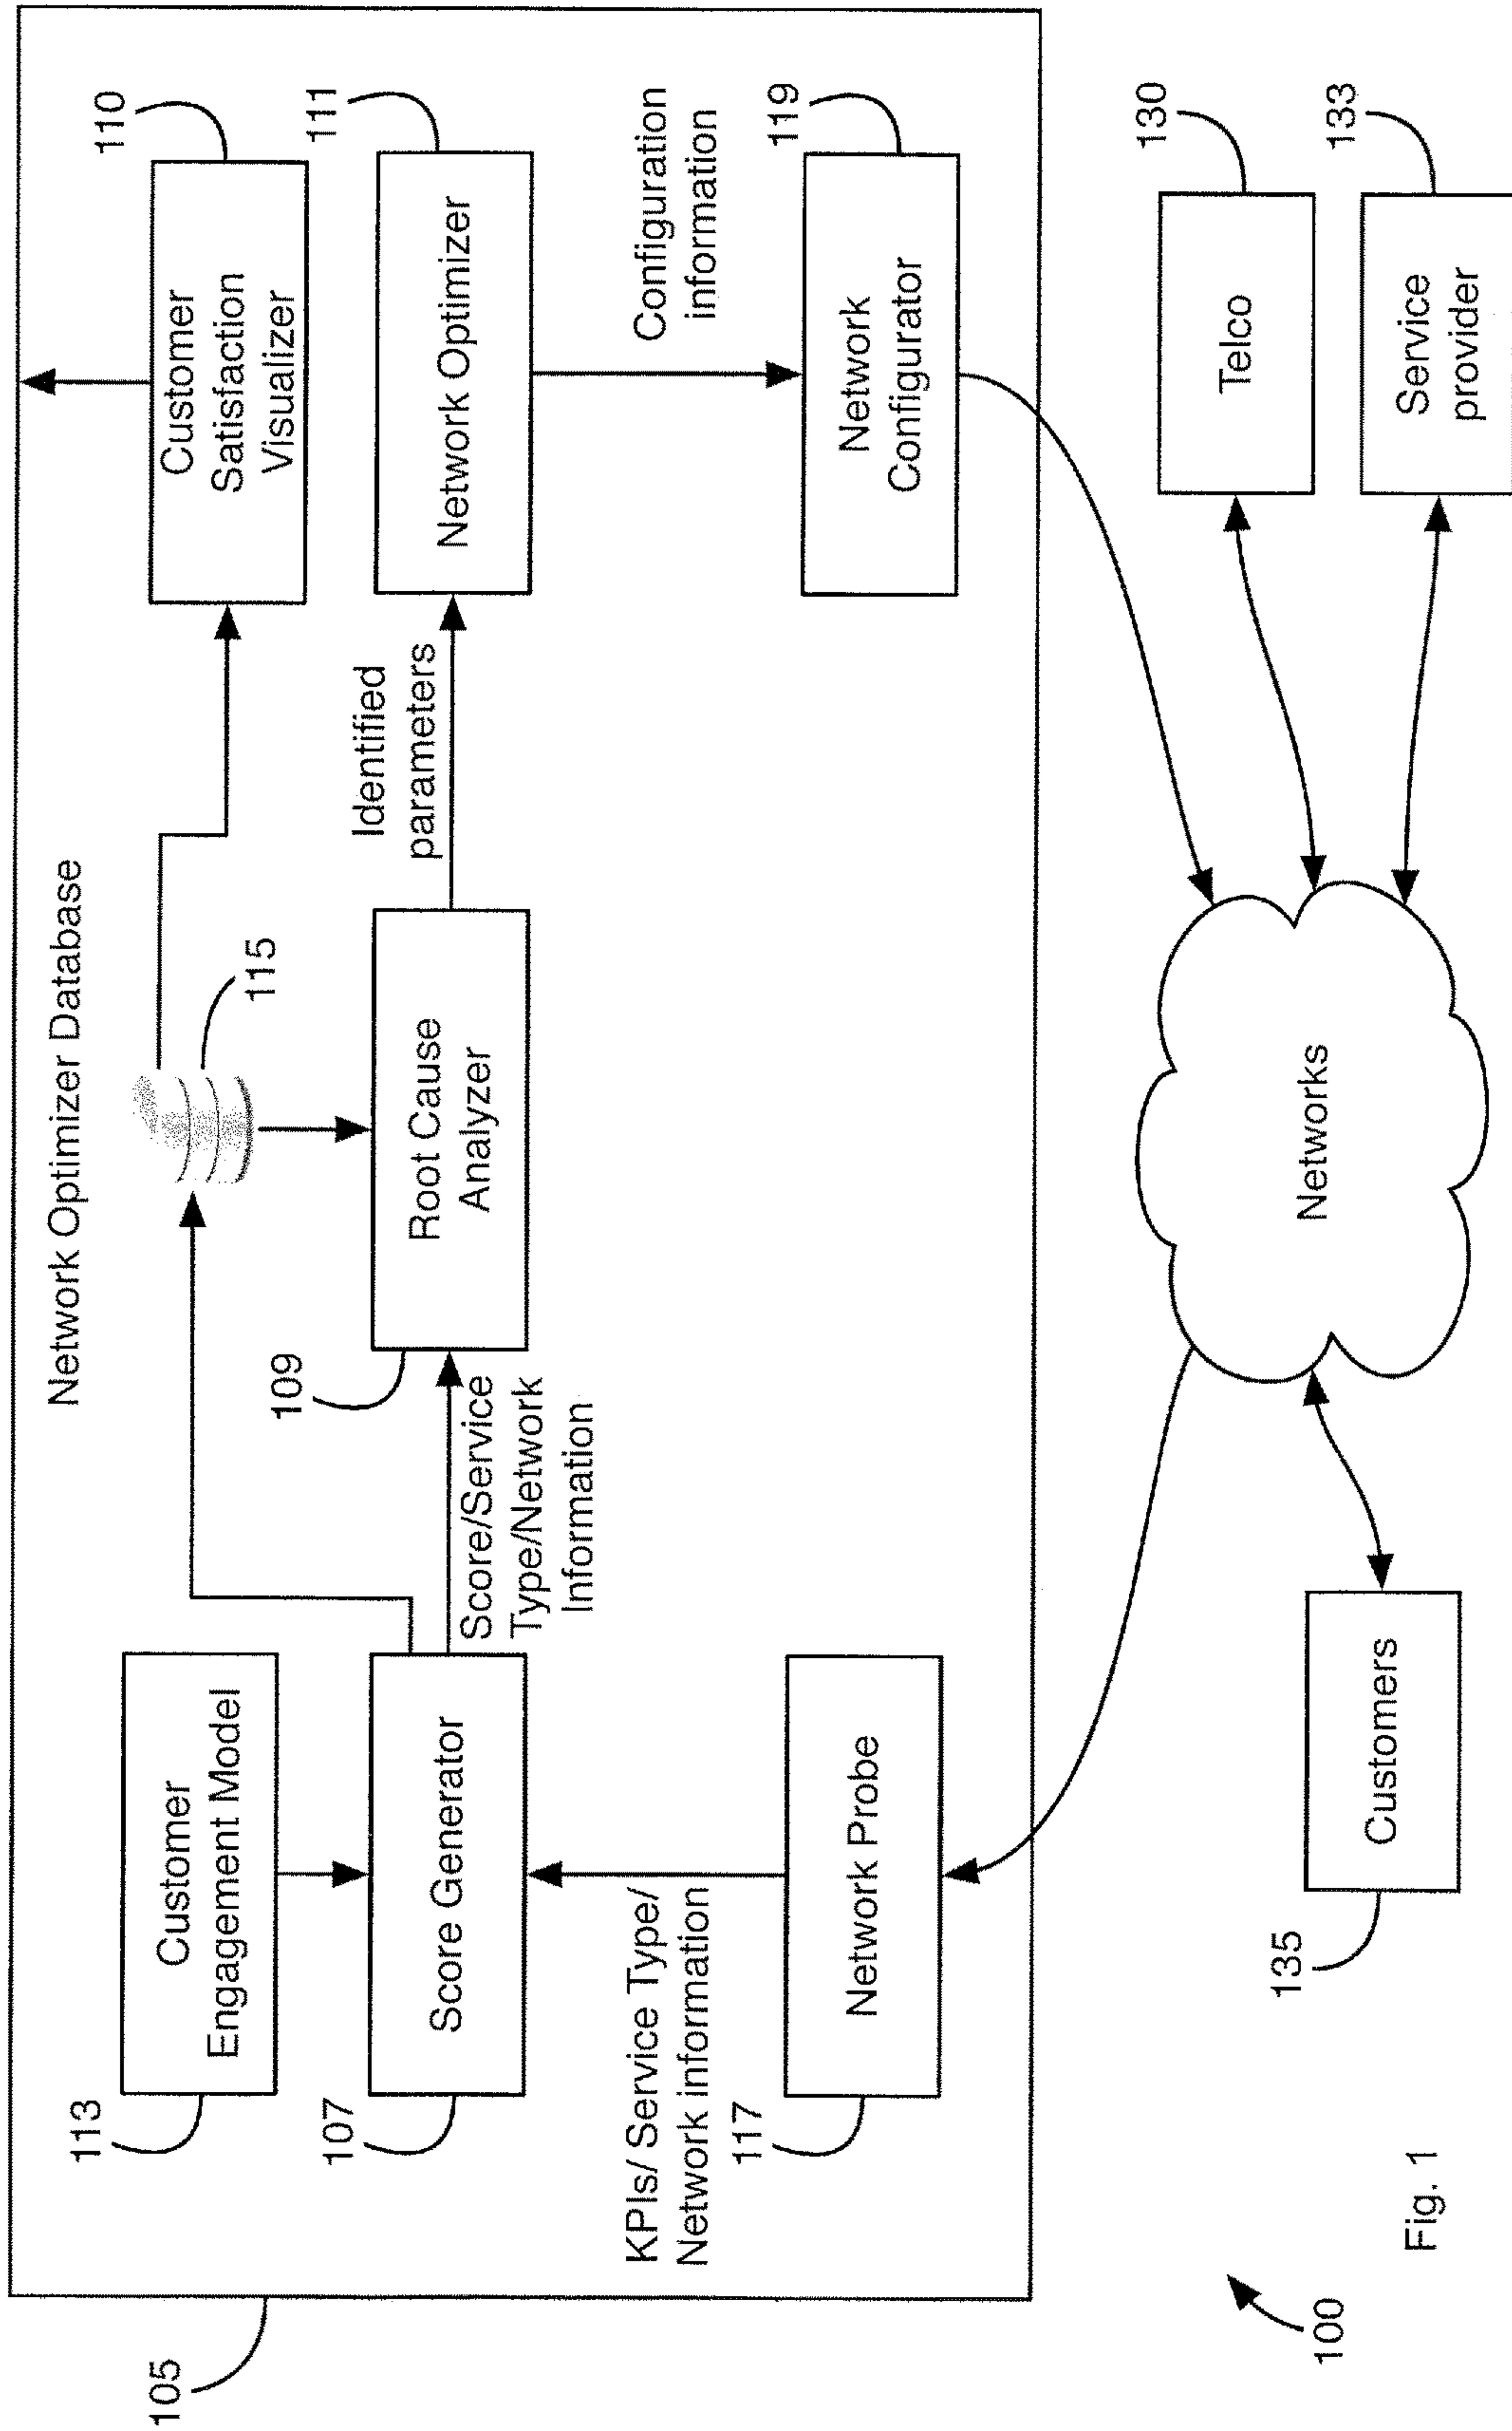 105
Network Optimizer Database
113
Customer
Engagement Model
115
110
Customer
Satisfaction
Visualizer
107
Score Generator
Score/Service
Type/Network
Information
109
Root Cause
Analyzer
Identified
parameters
111
Network Optimizer
KPIs/ Service Type/
Network information
Configuration
information
117
Network Probe
119
Network
Configurator
Networks
130
Telco
133
Service
provider
135
Customers
100
Fig. 1